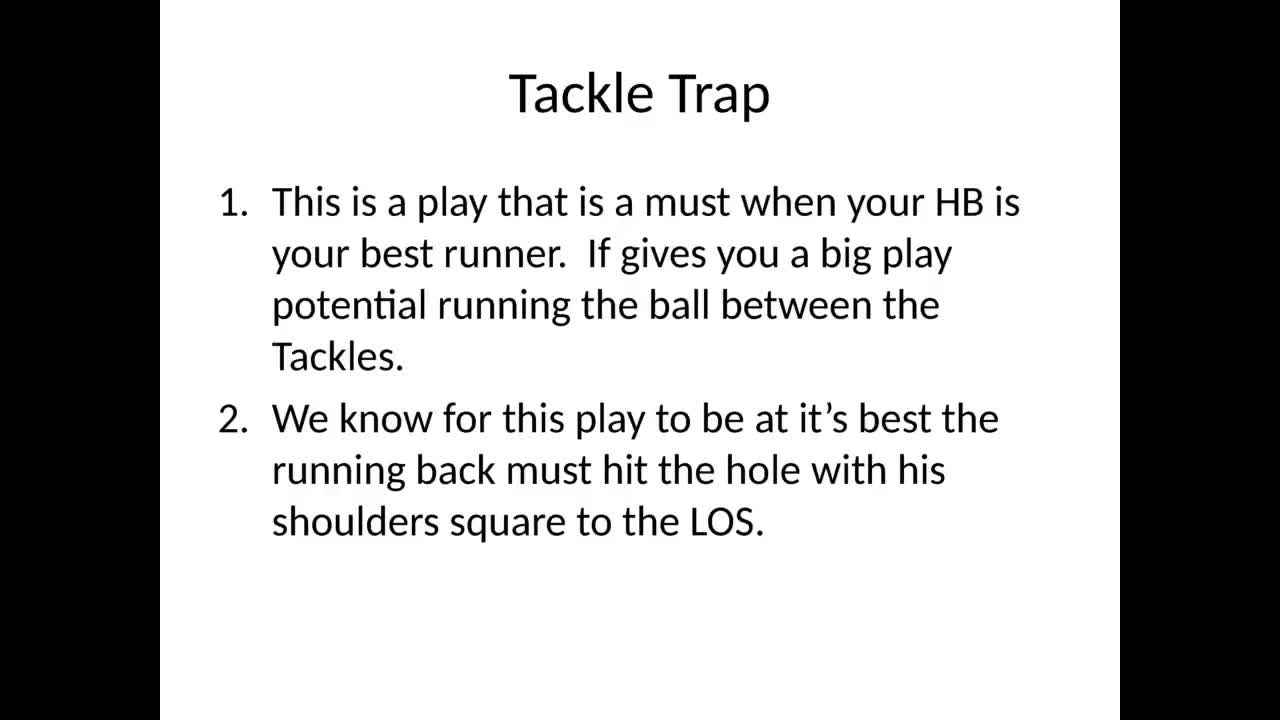 Tackle Trap
1. This is a play that is a must when your HB is
your best runner.  If gives you a big play
potential running the ball between the
Tackles.
2. We know for this play to be at it’s best the
running back must hit the hole with his
shoulders square to the LOS.